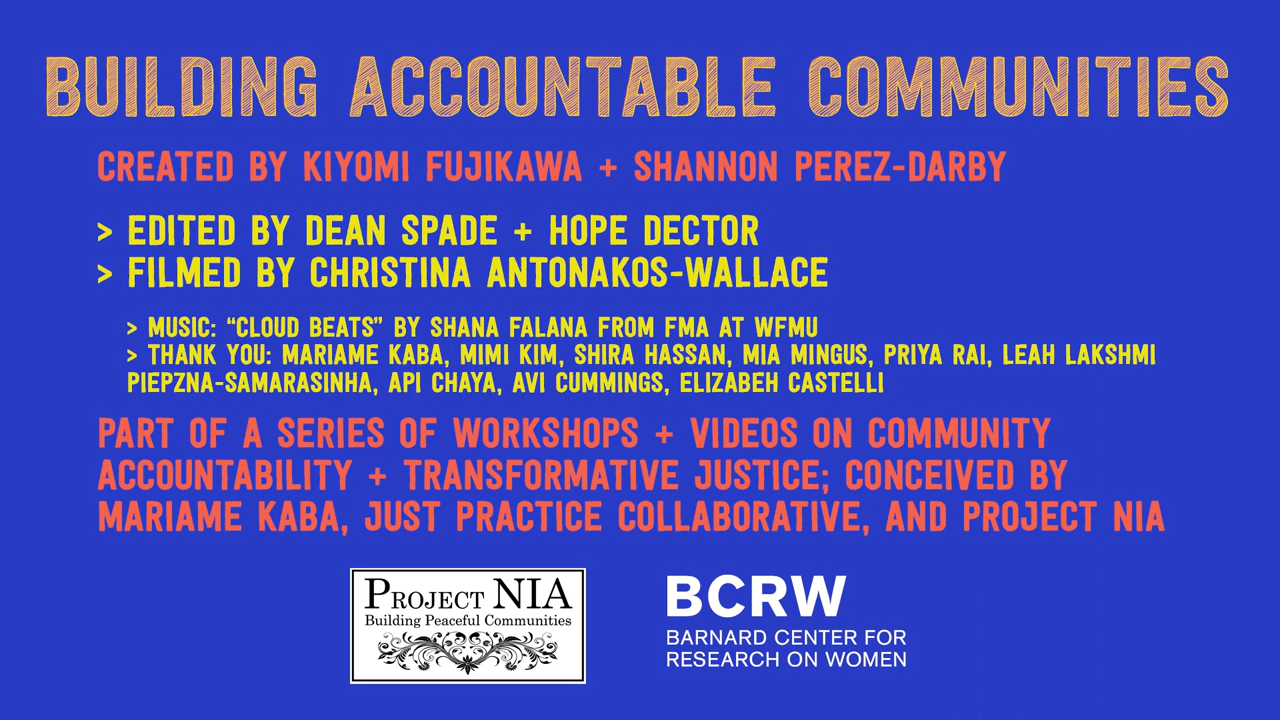 BUILDING ACCOUNTABLE COMMUNITIES
CREATED BY KIYOMI FUJIKAWA + SHANNON PEREZ-DARBY
> EDITED BY DEAN SPADE + HOPE DECTOR
> FILMED BY CHRISTINA ANTONAKOS-WALLACE
> MUSIC: “CLOUD BEATS” BY SHANA FALANA FROM FMA AT WFMU
> THANK YOU: MARIAME KABA, MIMI KIM, SHIRA HASSAN, MIA MINGUS, PRIYA RAI, LEAH LAKSHMI
PIEPZNA-SAMARASINHA, API CHAYA, AVI CUMMINGS, ELIZABEH CASTELLI
PART OF A SERIES OF WORKSHOPS + VIDEOS ON COMMUNITY
ACCOUNTABILITY + TRANSFORMATIVE JUSTICE; CONCEIVED BY
MARIAME KABA, JUST PRACTICE COLLABORATIVE, AND PROJECT NIA
PROJECT NIA
Building Peaceful Communities
BCRW
BARNARD CENTER FOR
RESEARCH ON WOMEN